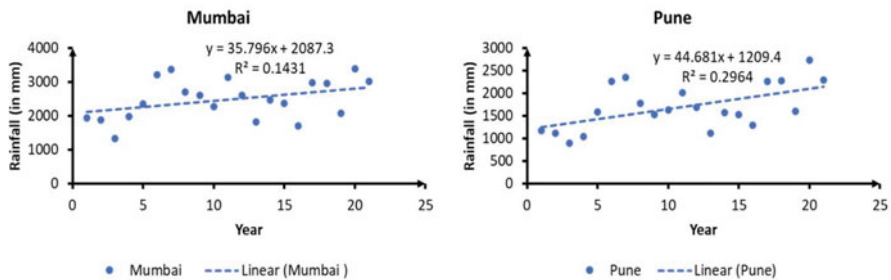 Mumbai
y = 35.796x + 2087.3
R² = 0.1431
Rainfall (in mm)
4000
3000
2000
1000
0
0 5 10 15 20 25
Year
Mumbai Linear (Mumbai )
Pune
y = 44.681x + 1209.4
R² = 0.2964
Rainfall (in mm)
3000
2500
2000
1500
1000
500
0
0 5 10 15 20 25
Year
Pune Linear (Pune)